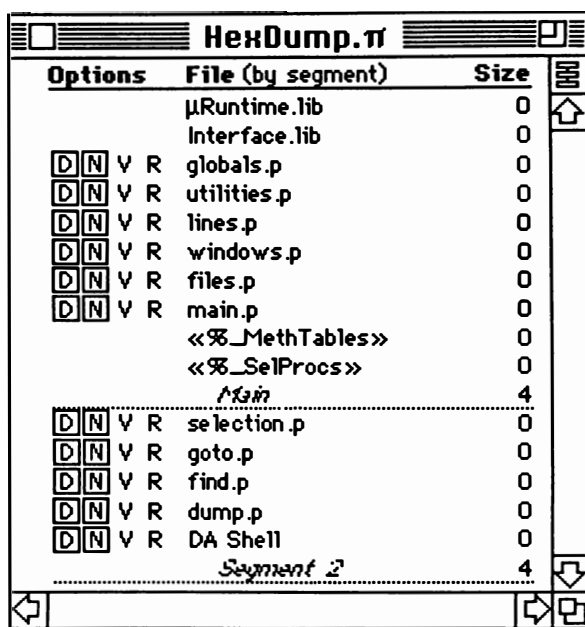 HexDump.π
Options File (by segment) Size
µRuntime.lib 0
Interface.lib 0
D N V R globals.p 0
D N V R utilities.p 0
D N V R lines.p 0
D N V R windows.p 0
D N V R files.p 0
D N V R main.p 0
«%_MethTables» 0
«%_SelProcs» 0
Main 4
D N V R selection.p 0
D N V R goto.p 0
D N V R find.p 0
D N V R dump.p 0
D N V R DA Shell 0
Segment 2 4